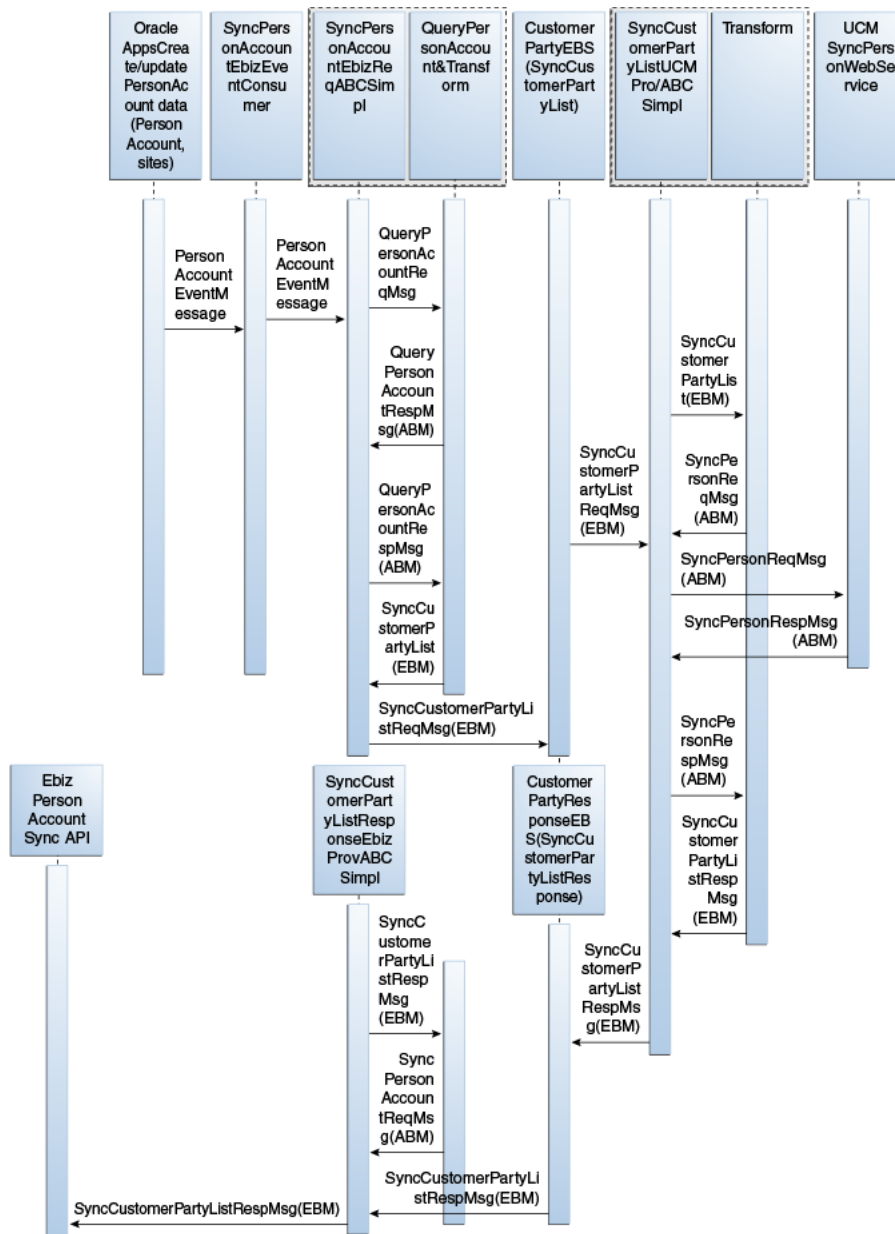 Oracle
AppsCrea
te/update
PersonAc
count data
(Person
Account,
sites)
SyncPers
onAccoun
tEbizEve
ntConsu
mer
SyncPers
onAccou
ntEbizRe
qABCSim
pl
QueryPer
sonAccou
nt&Transf
orm
Customer
PartyEBS
(SyncCus
tomerPart
yList)
SyncCust
omerPart
yListUCM
Pro/ABC
Simpl
Transform
UCM
SyncPers
onWebSe
rvice
Person
Account
EventM
essage
Person
Account
EventM
essage
QueryP
ersonAc
countRe
qMsg
Query
Person
Accoun
tRespM
sg(ABM)
SyncCu
stomer
PartyLis
t(EBM)
SyncCu
stomerP
artyList
ReqMsg
(EBM)
SyncPe
rsonRe
qMsg
(ABM)
QueryP
ersonAc
countRe
spMsg
(ABM)
SyncPersonReqMsg
(ABM)
SyncCu
stomerP
artyList
(EBM)
SyncPersonRespMsg
(ABM)
SyncCustomerPartyLi
stReqMsg(EBM)
SyncPe
rsonRe
spMsg
(ABM)
Ebiz
Person
Account
Sync API
SyncCust
omerPart
yListResp
onseEbiz
ProvABC
Simpl
Customer
PartyRes
ponseEB
S(SyncCu
stomerPar
tyListRes
ponse)
SyncCu
stomer
PartyLi
stResp
Msg
(EBM)
SyncC
ustome
rPartyLi
stResp
Msg
(EBM)
SyncCu
stomerP
artyList
RespMs
g(EBM)
Sync
Person
Accoun
tReqMs
g(ABM)
SyncCustomerPartyLi
stRespMsg(EBM)
SyncCustomerPartyListRespMsg(EBM)